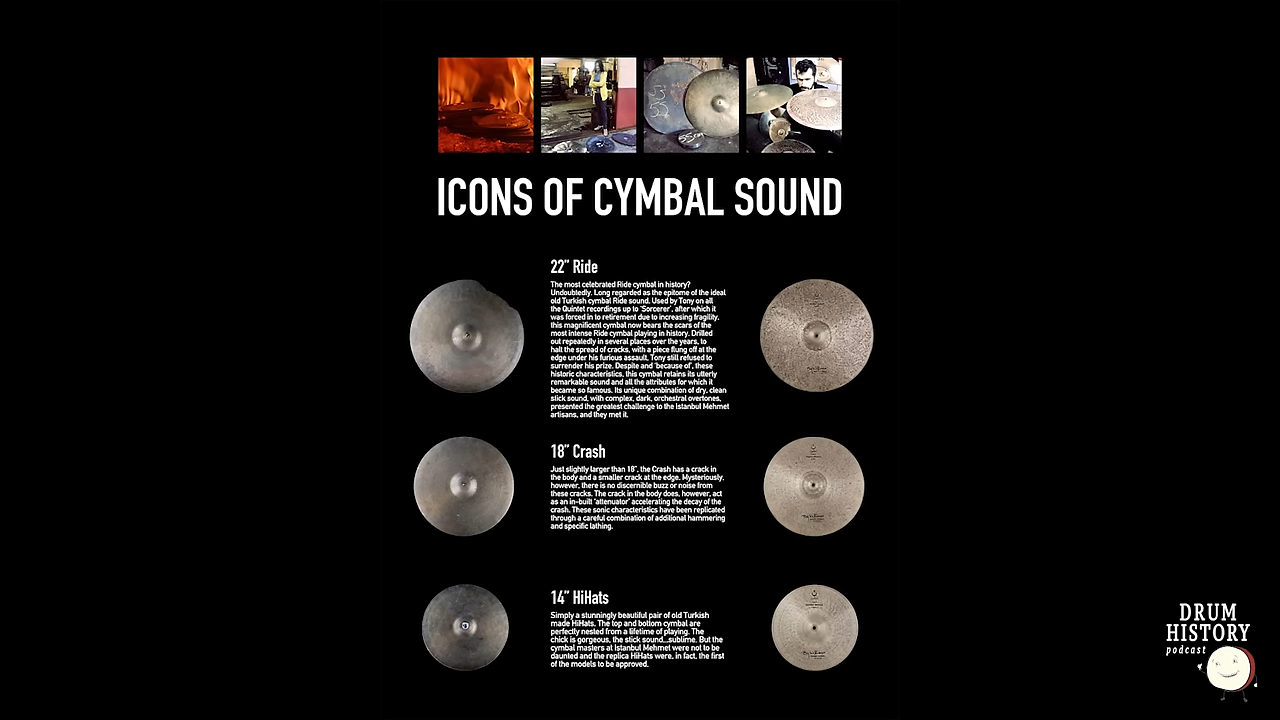 ICONS OF CYMBAL SOUND
22" Ride
The most celebrated Ride cymbal in history?
Undoubtedly. Long regarded as the epitome of the ideal
old Turkish cymbal Ride sound. Used by Tony on all
the Quintet recordings up to 'Sorcerer', after which it
was forced in to retirement due to increasing fragility,
this magnificent cymbal now bears the scars of the
most intense Ride cymbal playing in history. Drilled
out repeatedly in several places over the years, to
halt the spread of cracks, with a piece flung off at the
edge under his furious assault, Tony still refused to
surrender his prize. Despite and 'because of', these
historic characteristics, this cymbal retains its utterly
remarkable sound and all the attributes for which it
became so famous. Its unique combination of dry, clean
stick sound, with complex, dark, orchestral overtones,
presented the greatest challenge to the Istanbul Mehmet
artisans, and they met it.
18" Crash
Just slightly larger than 18", the Crash has a crack in
the body and a smaller crack at the edge. Mysteriously,
however, there is no discernible buzz or noise from
these cracks. The crack in the body does, however, act
as an in-built 'attenuator' accelerating the decay of the
crash. These sonic characteristics have been replicated
through a careful combination of additional hammering
and specific lathing.
14" HiHats
Simply a stunningly beautiful pair of old Turkish
made HiHats. The top and bottom cymbal are
perfectly nested from a lifetime of playing. The
chick is gorgeous, the stick sound...sublime. But the
cymbal masters at Istanbul Mehmet were not to be
daunted and the replica HiHats were, in fact, the first
of the models to be approved.
DRUM
HISTORY
podcast